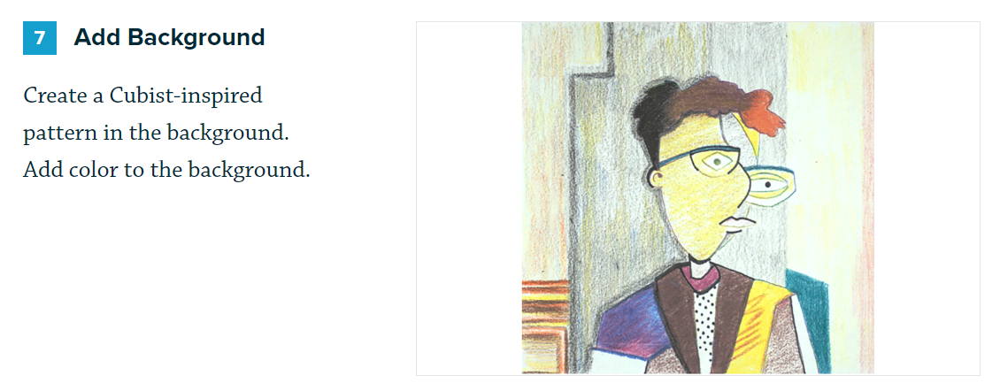 7 Add Background
Create a Cubist-inspired
pattern in the background.
Add color to the background.